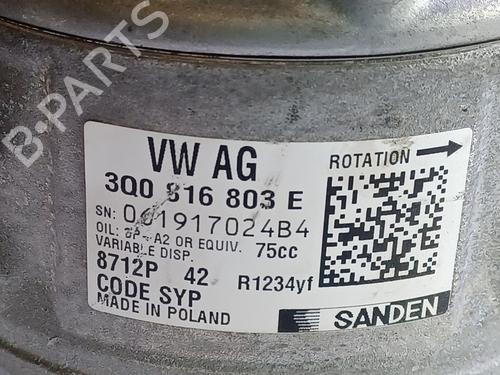 B-PARTS
VW AG
ROTATION
3Q0 816 803 E
SN: 001917024B4
OIL: SP-A2 OR EQUIV. 75cc
VARIABLE DISP.
8712P 42 R1234yf
CODE SYP
MADE IN POLAND
SANDEN